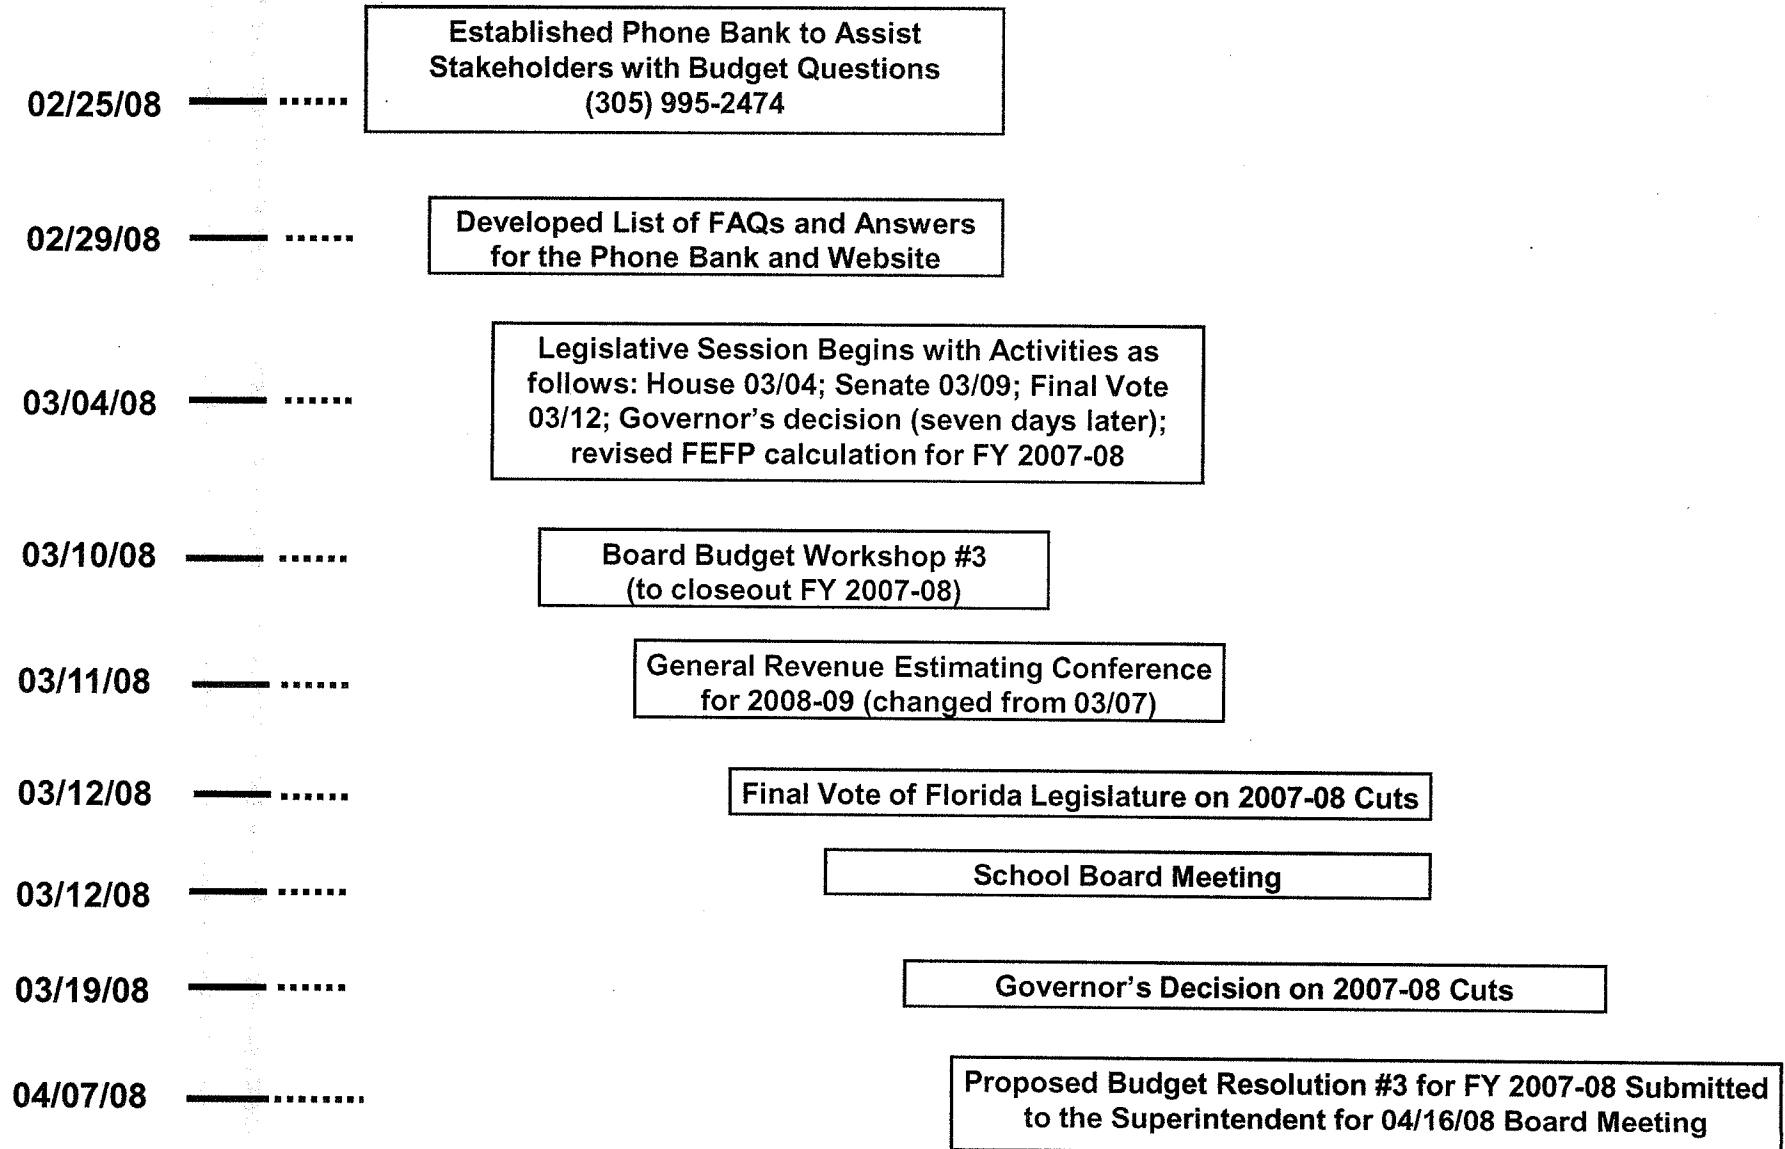 02/25/08
Established Phone Bank to Assist
Stakeholders with Budget Questions
(305) 995-2474
02/29/08
Developed List of FAQs and Answers
for the Phone Bank and Website
03/04/08
Legislative Session Begins with Activities as
follows: House 03/04; Senate 03/09; Final Vote
03/12; Governor's decision (seven days later);
revised FEFP calculation for FY 2007-08
03/10/08
Board Budget Workshop #3
(to closeout FY 2007-08)
03/11/08
General Revenue Estimating Conference
for 2008-09 (changed from 03/07)
03/12/08
Final Vote of Florida Legislature on 2007-08 Cuts
03/12/08
School Board Meeting
03/19/08
Governor's Decision on 2007-08 Cuts
04/07/08
Proposed Budget Resolution #3 for FY 2007-08 Submitted
to the Superintendent for 04/16/08 Board Meeting